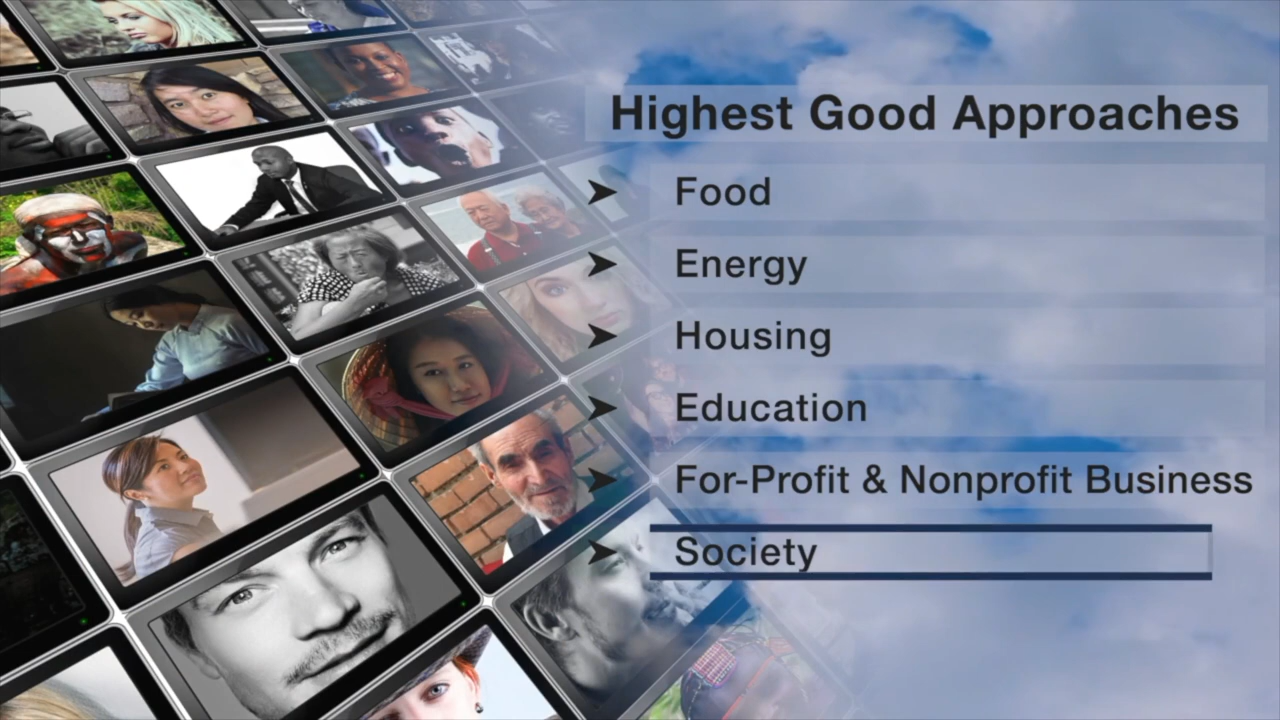 Highest Good Approaches
Food
Energy
Housing
Education
For-Profit & Nonprofit Business
Society